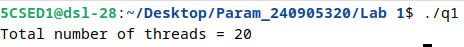 5CSED1@dsl-28:~/Desktop/Param_240905320/Lab 1$ ./q1
Total number of threads = 20